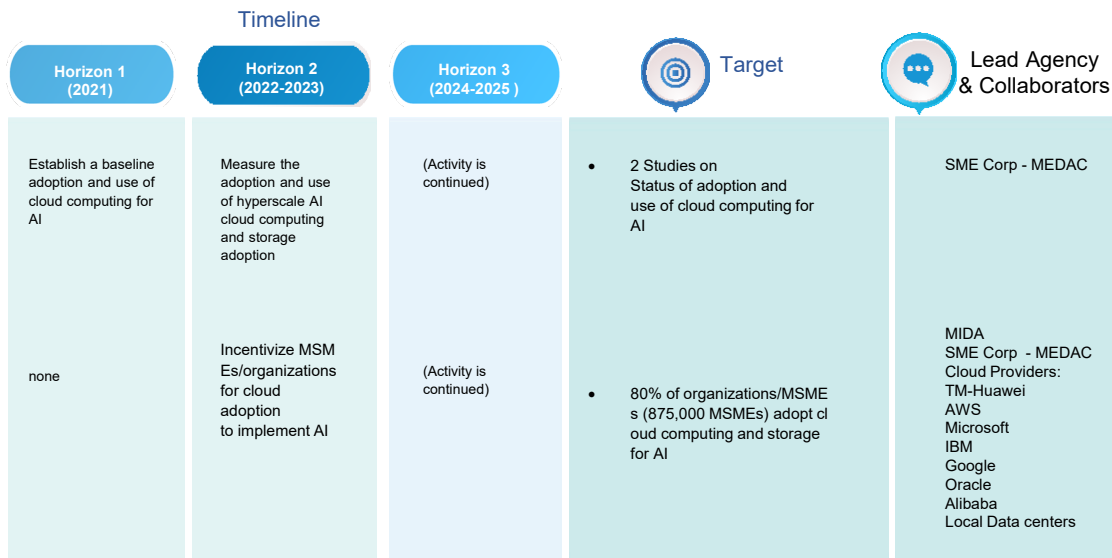 Timeline
Horizon 1
(2021)
Horizon 2
(2022-2023)
Horizon 3
(2024-2025 )
Target
Lead Agency
& Collaborators
Establish a baseline
adoption and use of
cloud computing for
AI
Measure the
adoption and use
of hyperscale AI
cloud computing
and storage
adoption
(Activity is
continued)
• 2 Studies on
Status of adoption and
use of cloud computing for
AI
SME Corp - MEDAC
none
Incentivize MSM
Es/organizations
for cloud
adoption
to implement AI
(Activity is
continued)
• 80% of organizations/MSME
s (875,000 MSMEs) adopt cl
oud computing and storage
for AI
MIDA
SME Corp - MEDAC
Cloud Providers:
TM-Huawei
AWS
Microsoft
IBM
Google
Oracle
Alibaba
Local Data centers